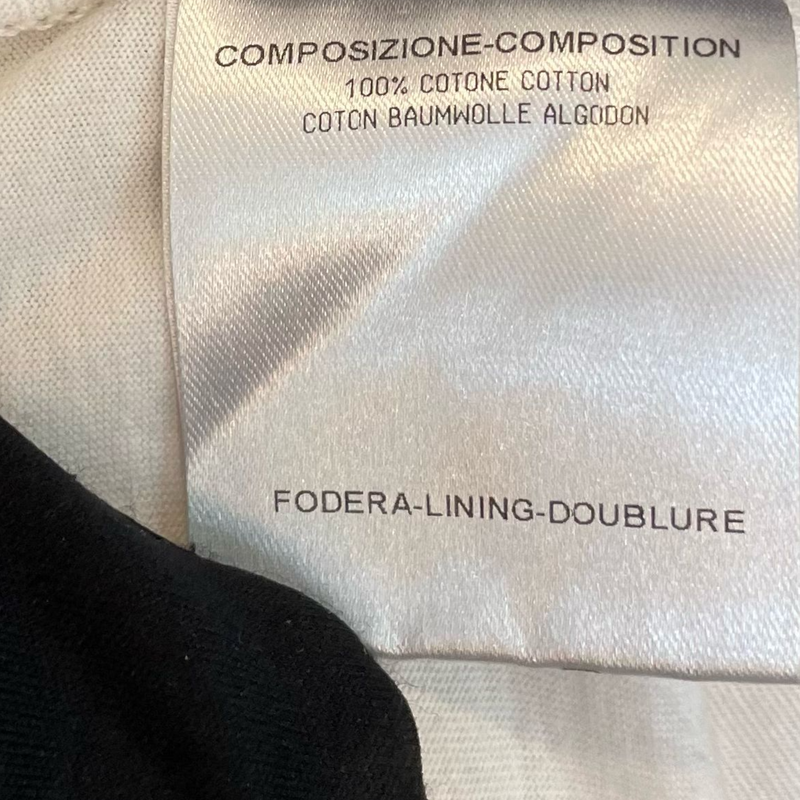 COMPOSIZIONE-COMPOSITION
100% COTONE COTTON
COTON BAUMWOLLE ALGODON
FODERA-LINING-DOUBLURE